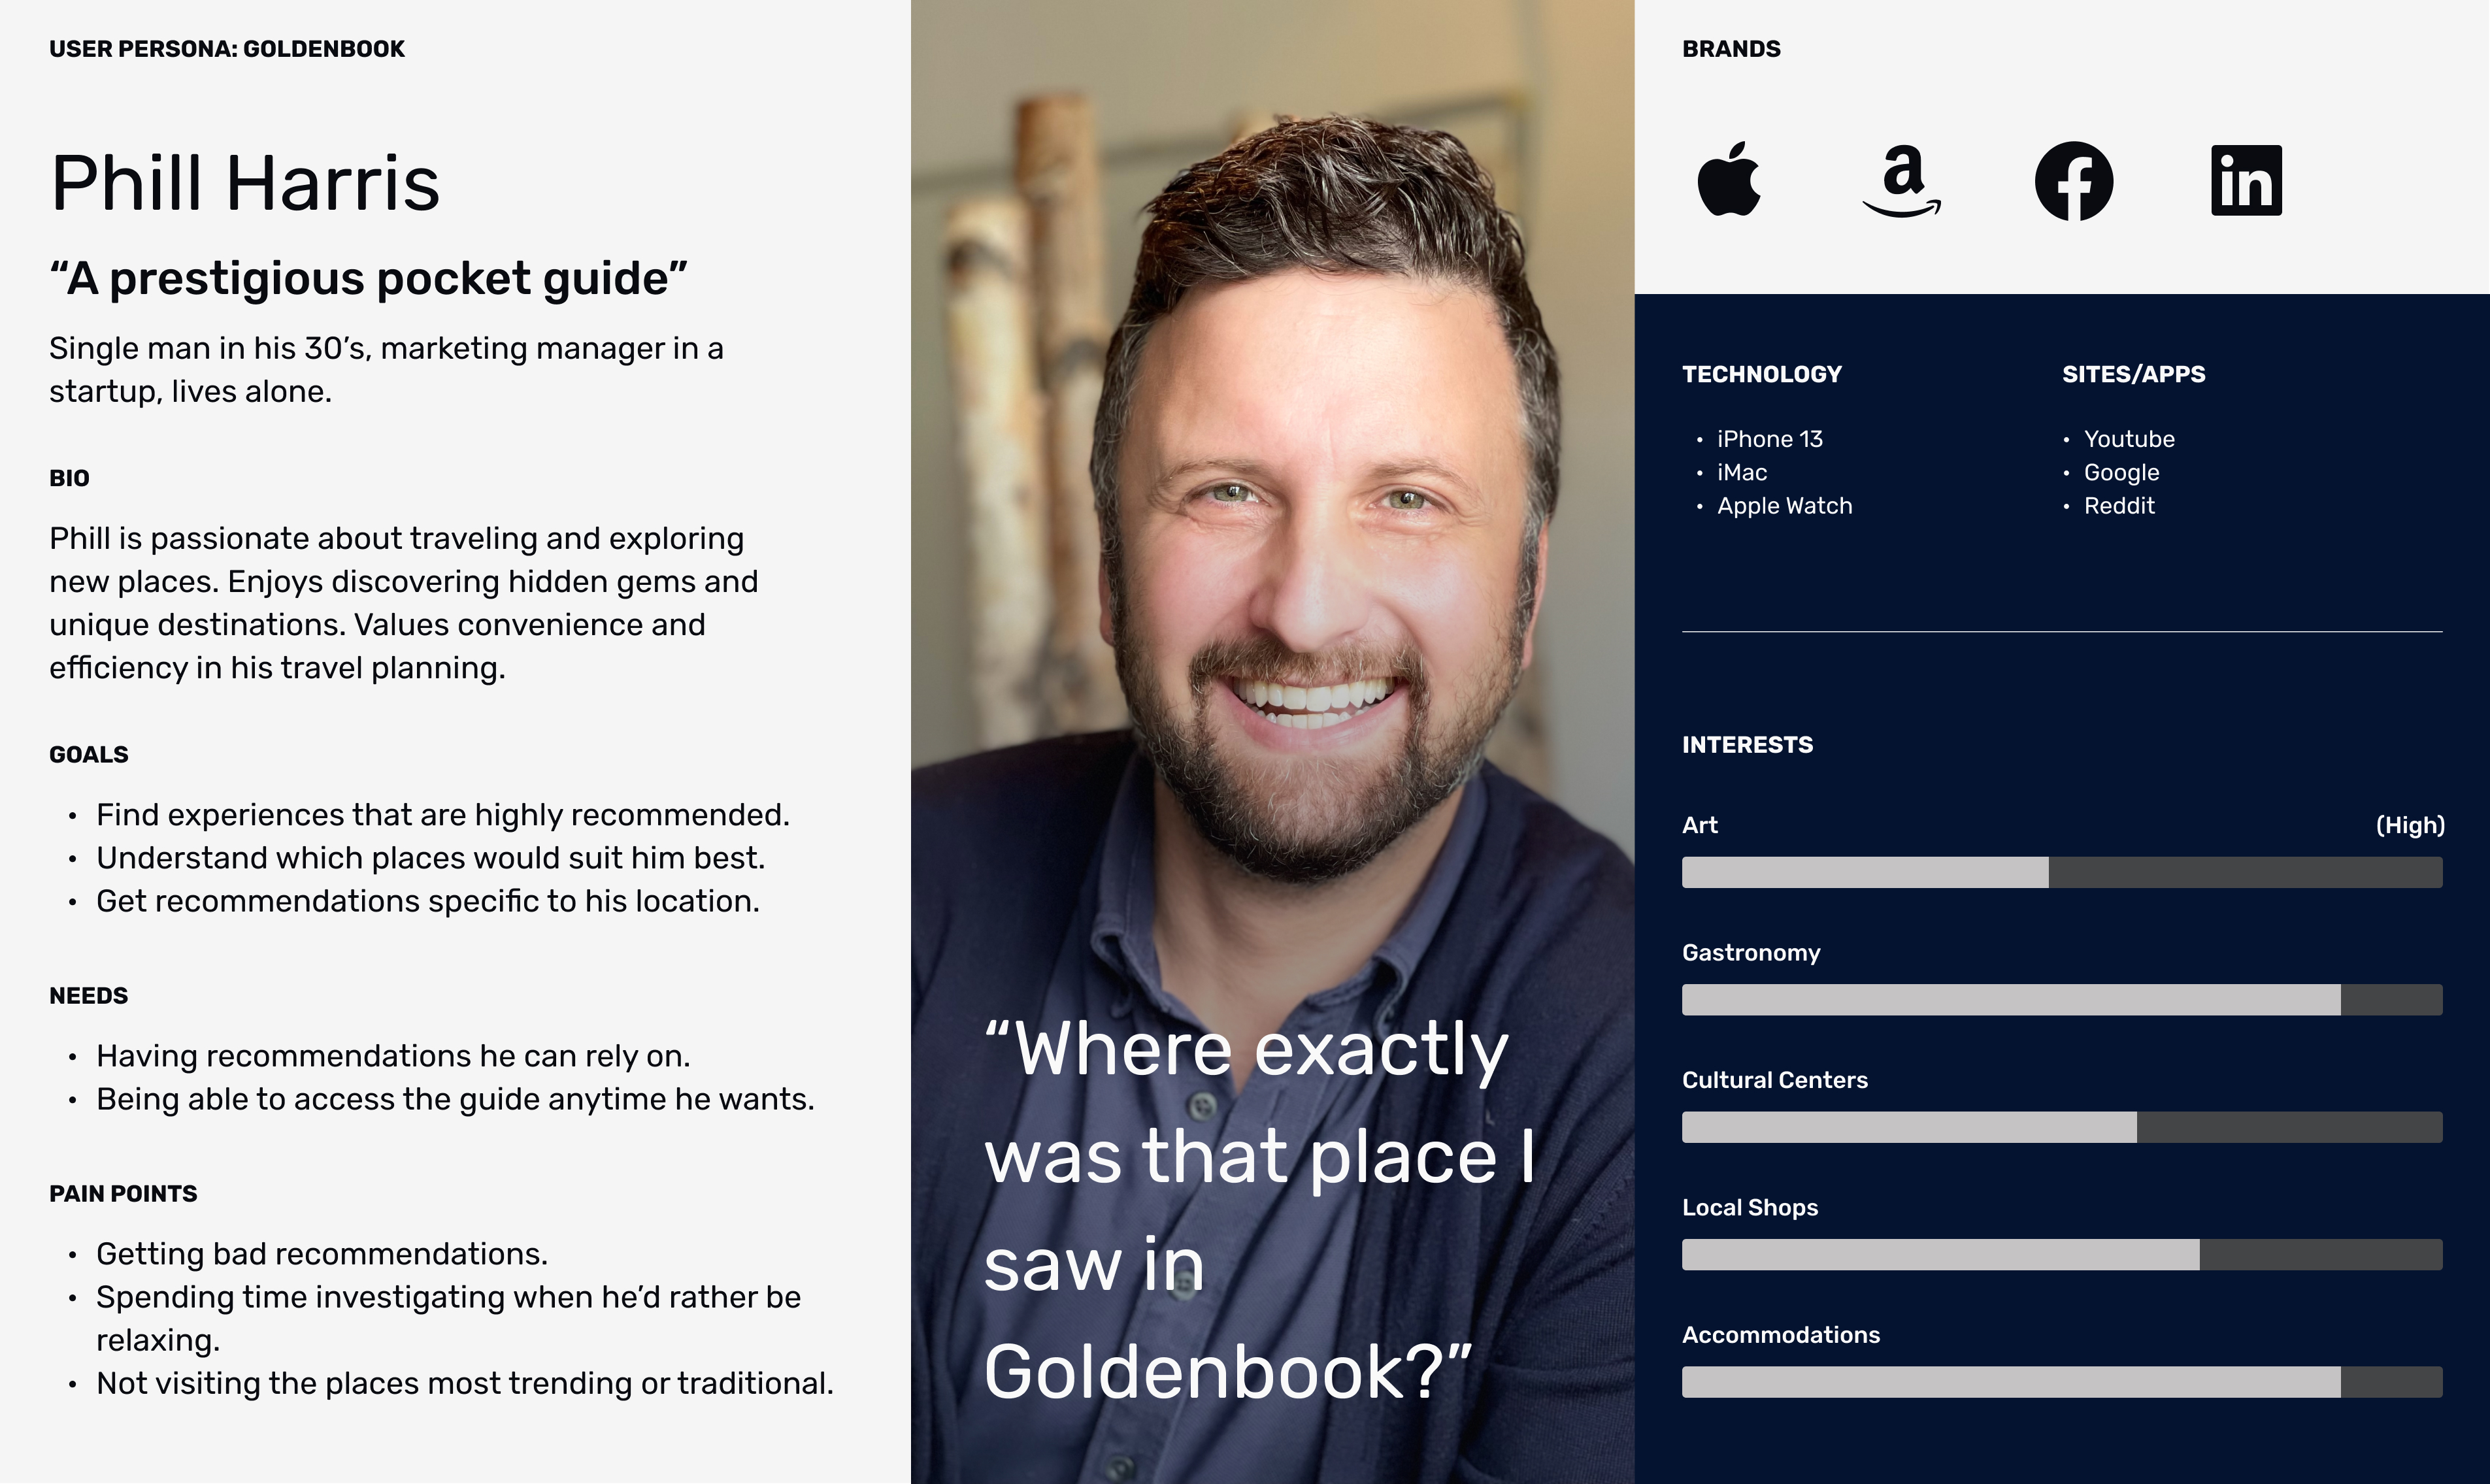 USER PERSONA: GOLDENBOOK
Phill Harris
“A prestigious pocket guide”
Single man in his 30’s, marketing manager in a
startup, lives alone.
BIO
Phill is passionate about traveling and exploring
new places. Enjoys discovering hidden gems and
unique destinations. Values convenience and
efficiency in his travel planning.
GOALS
• Find experiences that are highly recommended.
• Understand which places would suit him best.
• Get recommendations specific to his location.
NEEDS
• Having recommendations he can rely on.
• Being able to access the guide anytime he wants.
PAIN POINTS
• Getting bad recommendations.
• Spending time investigating when he’d rather be
relaxing.
• Not visiting the places most trending or traditional.
“Where exactly
was that place I
saw in
Goldenbook?”
BRANDS
a
f
in
TECHNOLOGY
• iPhone 13
• iMac
• Apple Watch
SITES/APPS
• Youtube
• Google
• Reddit
INTERESTS
Art (High)
Gastronomy
Cultural Centers
Local Shops
Accommodations